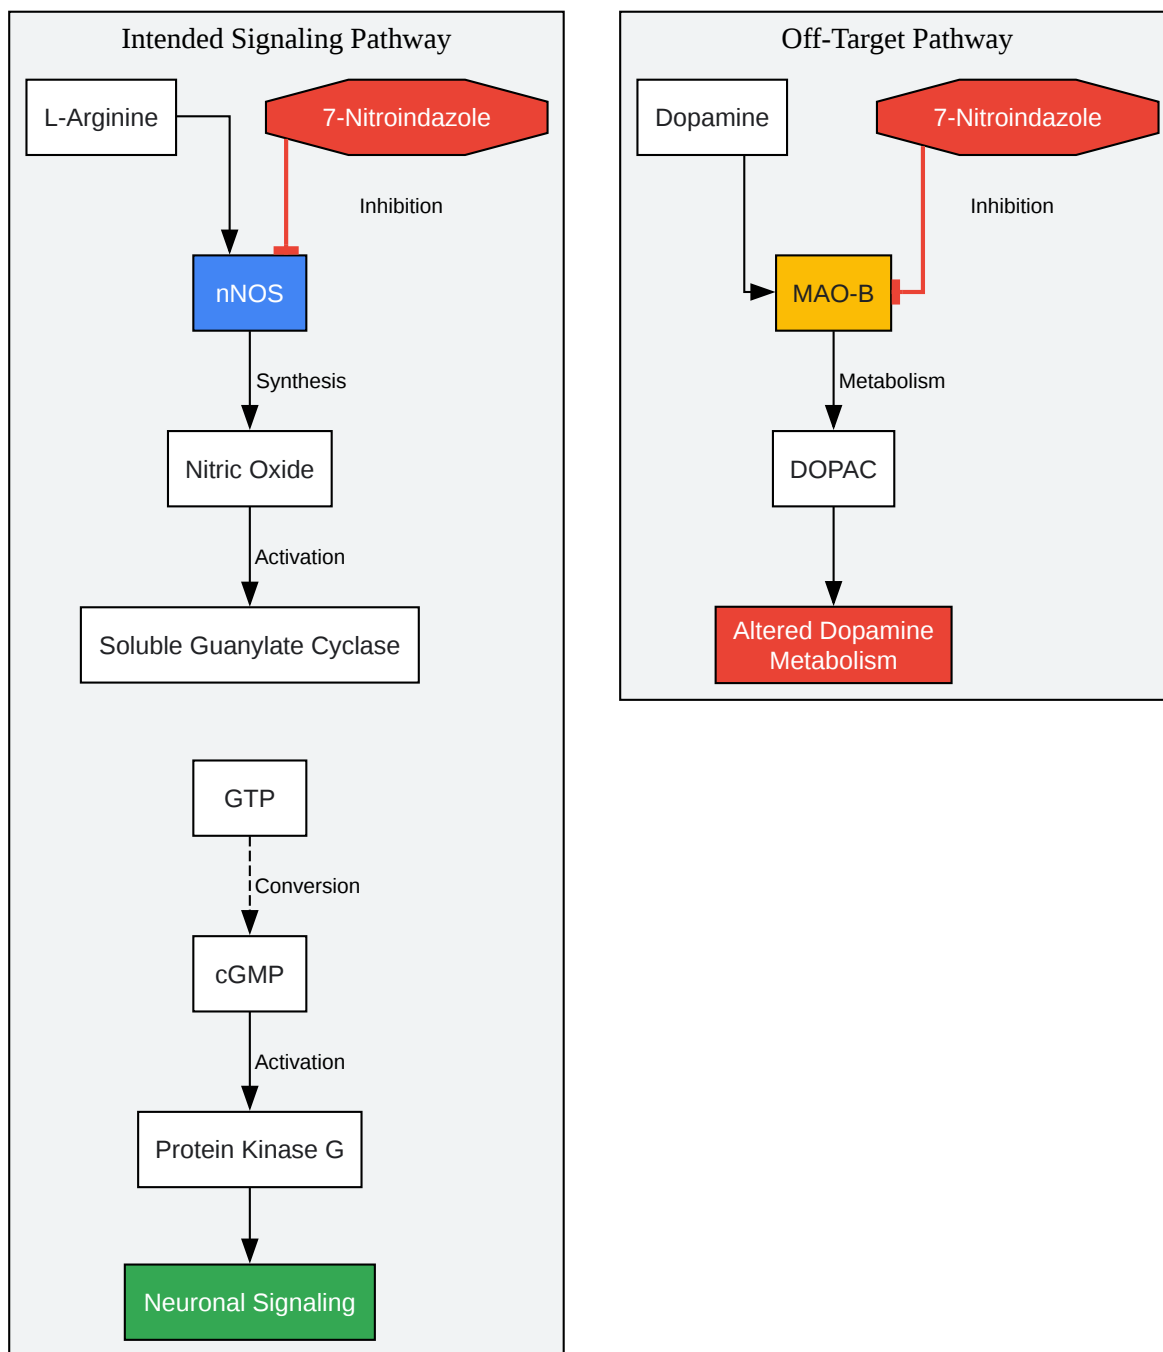 Intended Signaling Pathway
L-Arginine
7-Nitroindazole
Inhibition
nNOS
Synthesis
Nitric Oxide
Activation
Soluble Guanylate Cyclase
GTP
Conversion
cGMP
Activation
Protein Kinase G
Neuronal Signaling
Off-Target Pathway
Dopamine
7-Nitroindazole
Inhibition
MAO-B
Metabolism
DOPAC
Altered Dopamine
Metabolism